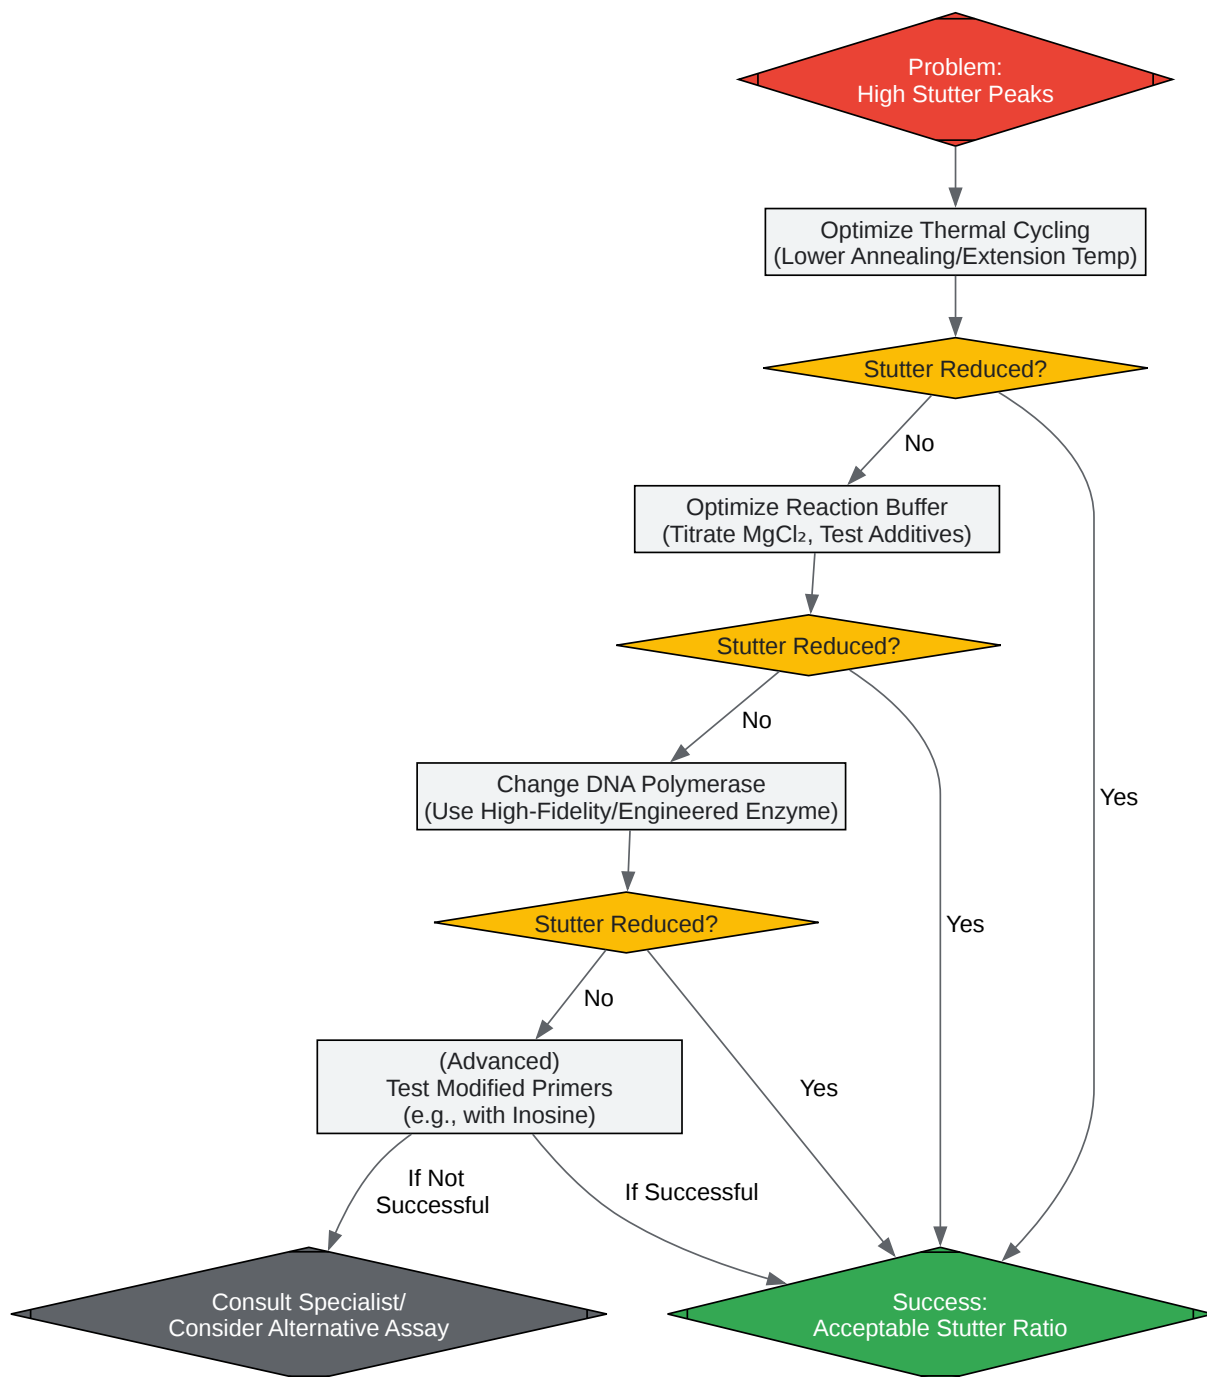 Problem:
High Stutter Peaks
Optimize Thermal Cycling
(Lower Annealing/Extension Temp)
Stutter Reduced?
No
Optimize Reaction Buffer
(Titrate MgCl₂, Test Additives)
Stutter Reduced?
No
Change DNA Polymerase
(Use High-Fidelity/Engineered Enzyme)
Yes
Stutter Reduced?
Yes
No
(Advanced)
Test Modified Primers
(e.g., with Inosine)
Yes
If Not
Successful
If Successful
Consult Specialist/
Consider Alternative Assay
Success:
Acceptable Stutter Ratio